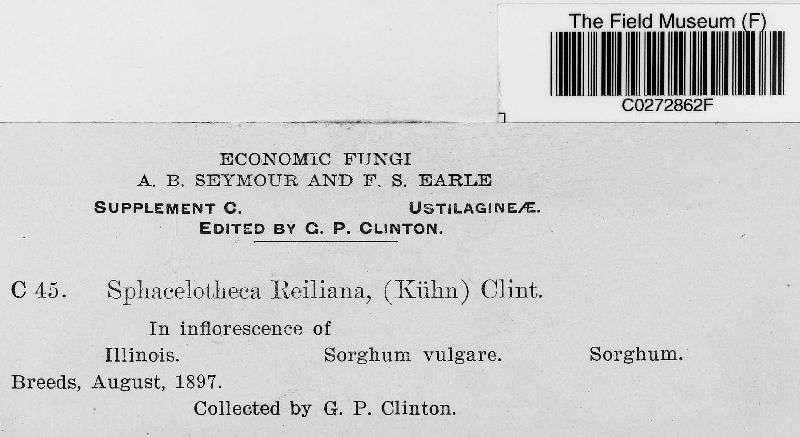 The Field Museum (F)
C0272862F
ECONOMIC FUNGI
A. B. SEYMOUR AND F. S. EARLE
SUPPLEMENT C. USTILAGINEÆ.
EDITED BY G. P. CLINTON.
C 45. Sphacelotheca Reiliana, (Kühn) Clint.
In inflorescence of
Illinois. Sorghum vulgare. Sorghum.
Breeds, August, 1897.
Collected by G. P. Clinton.